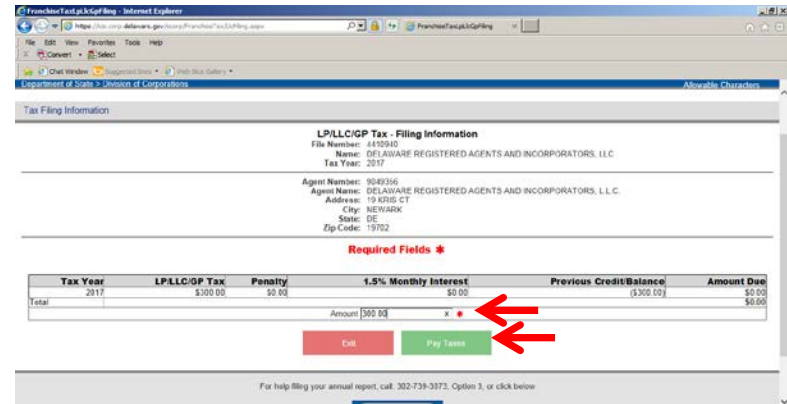 FranchiseTaxLpLlcGpFiling - Internet Explorer
delaware.gov
FranchiseTaxLpLlcGpFiling
File Edit View Favorites Tools Help
x Convert Select
Chat Window Suggested Sites Web Slice Gallery
Department of State > Division of Corporations Allowable Characters
Tax Filing Information
LP/LLC/GP Tax - Filing Information
File Number: 4410940
Name: DELAWARE REGISTERED AGENTS AND INCORPORATORS, LLC
Tax Year: 2017
Agent Number: 9049356
Agent Name: DELAWARE REGISTERED AGENTS AND INCORPORATORS, L.L.C.
Address: 19 KRIS CT
City: NEWARK
State: DE
Zip Code: 19702
Required Fields *
Tax Year LP/LLC/GP Tax Penalty 1.5% Monthly Interest Previous Credit/Balance Amount Due
2017 $300.00 $0.00 $0.00 ($300.00) $0.00
Total $0.00
Amount 300.00 x *
Exit Pay Taxes
For help filing your annual report, call: 302-739-3073, Option 3, or click below